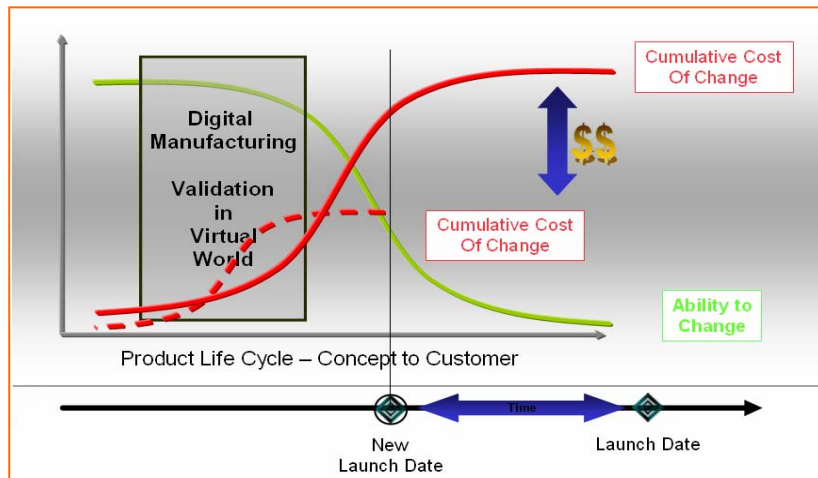 Cumulative Cost
Of Change
Digital
Manufacturing
Validation
in
Virtual
World
$$
Cumulative Cost
Of Change
Ability to
Change
Product Life Cycle – Concept to Customer
Time
New
Launch Date
Launch Date